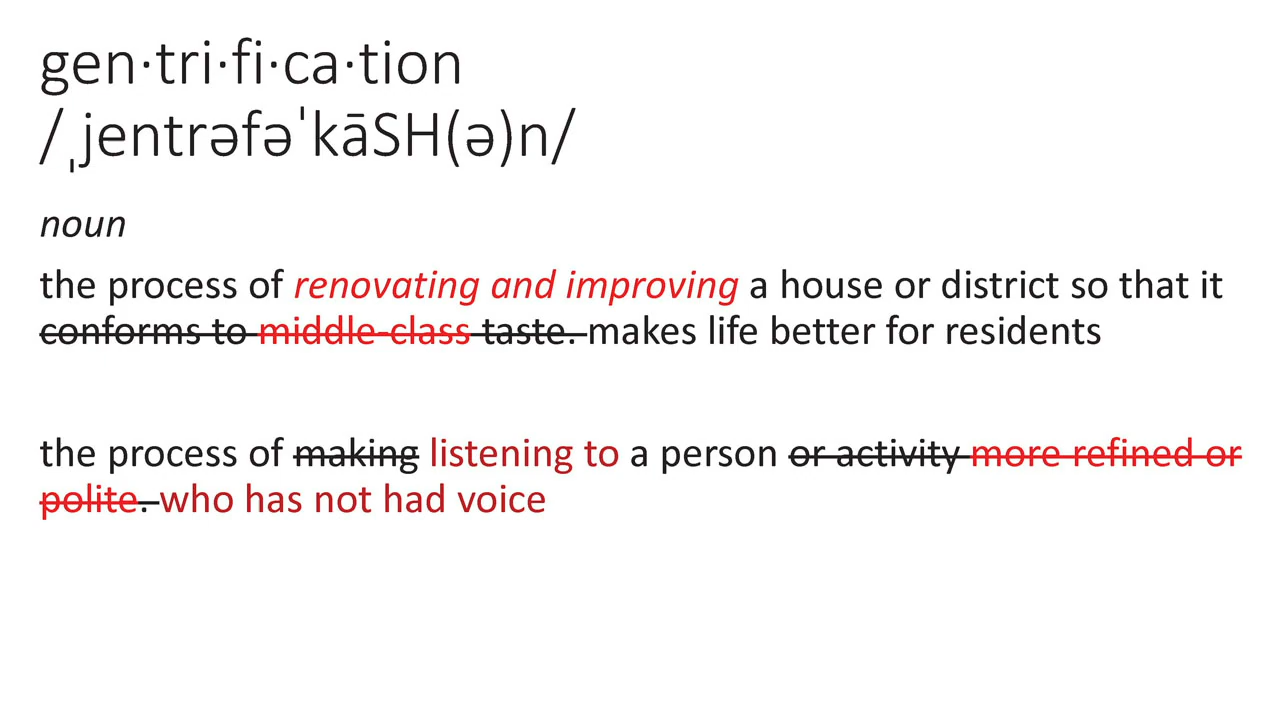 gen·tri·fi·ca·tion
/ˌjentrəfəˈkāSH(ə)n/
noun
the process of renovating and improving a house or district so that it
conforms to middle-class taste. makes life better for residents
the process of making listening to a person or activity more refined or
polite. who has not had voice